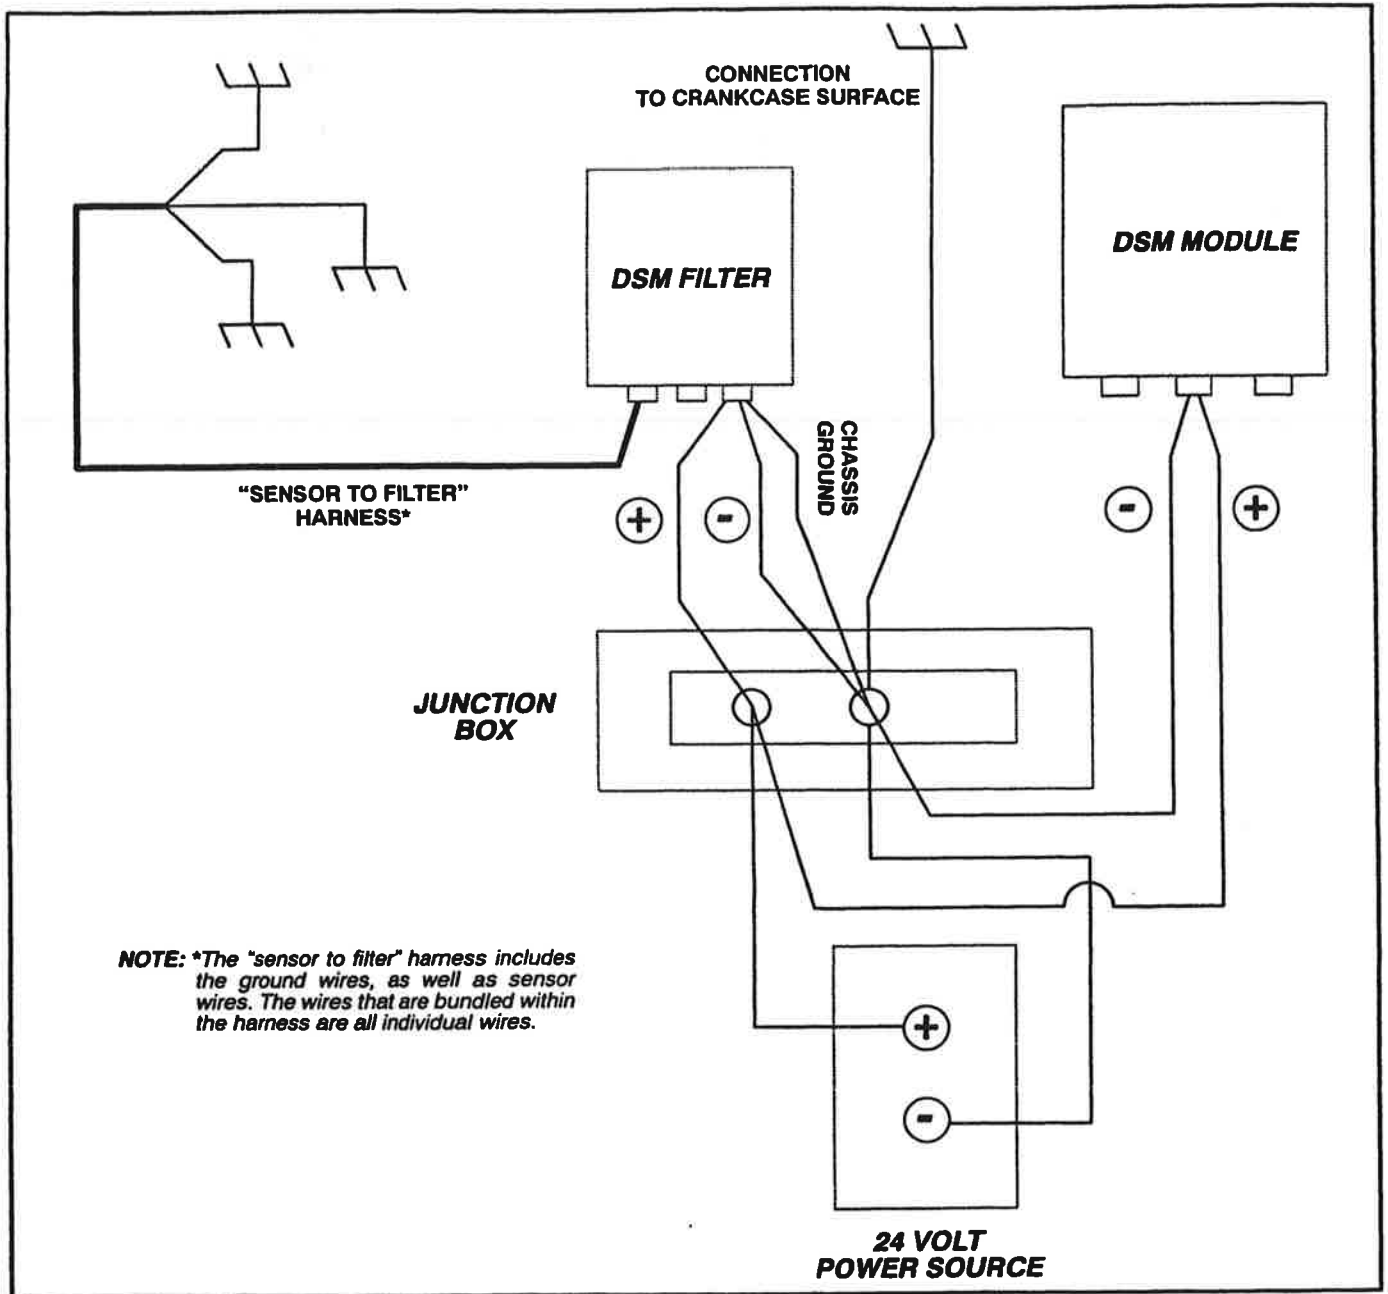 CONNECTION
TO CRANKCASE SURFACE
DSM FILTER
DSM MODULE
CHASSIS
GROUND
"SENSOR TO FILTER"
HARNESS*
+
-
-
+
JUNCTION
BOX
NOTE: *The "sensor to filter" harness includes
the ground wires, as well as sensor
wires. The wires that are bundled within
the harness are all individual wires.
+
-
24 VOLT
POWER SOURCE